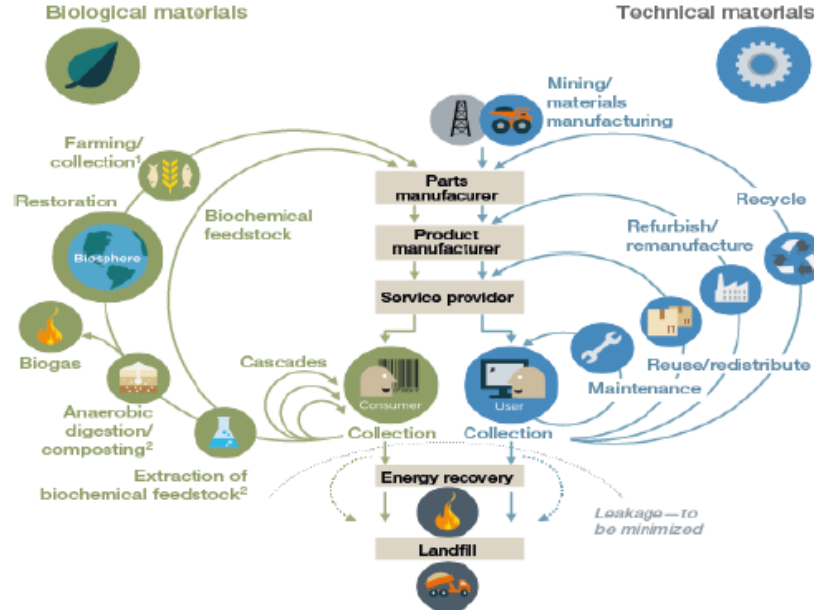 Biological materials
Technical materials
Mining/
materials
manufacturing
Farming/
collection¹
Restoration
Biosphere
Biochemical
feedstock
Parts
manufacurer
Product
manufacturer
Service provider
Recycle
Refurbish/
remanufacture
Reuse/redistribute
Maintenance
Biogas
Cascades
Consumer
User
Anaerobic
digestion/
composting²
Collection
Collection
Extraction of
biochemical feedstock²
Energy recovery
Leakage—to
be minimized
Landfill